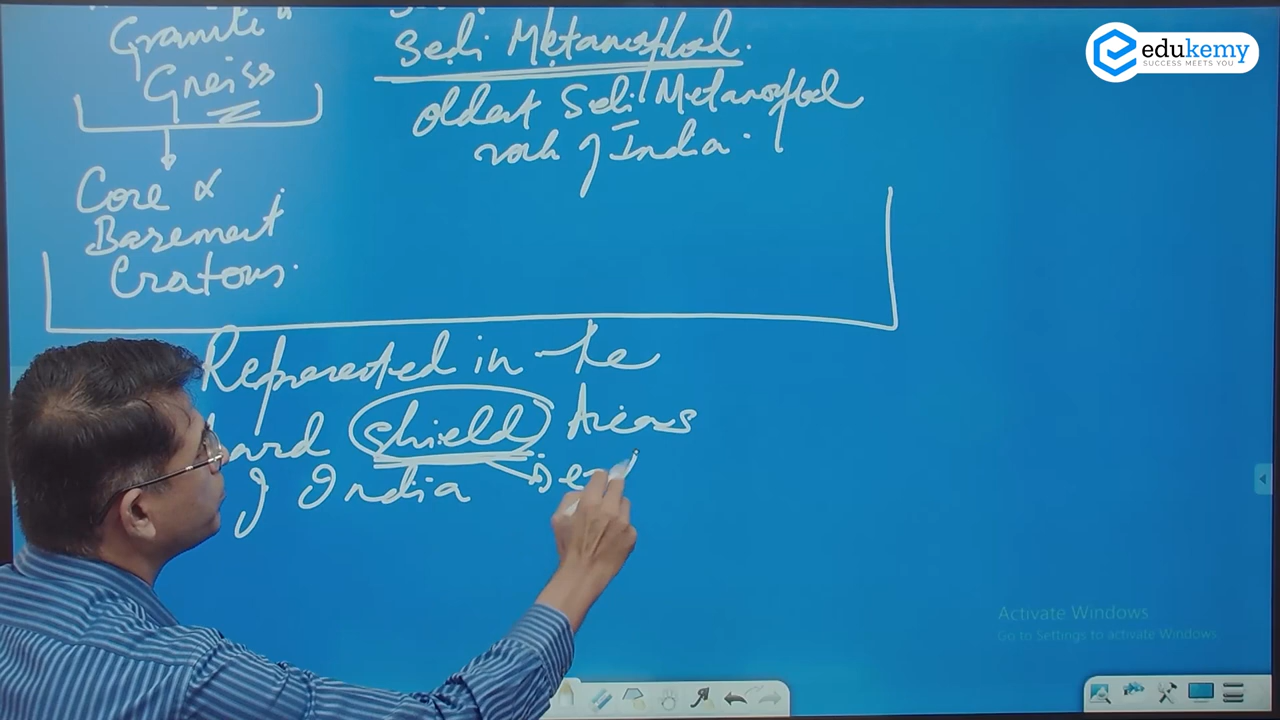 "Granite"
Gneiss
Core &
Basement
Cratons.
Sedi Metamorphed.
oldest Sedi Metamorphed
rock of India.
Represented in the
hard shield Areas
of India
edukemy
SUCCESS MEETS YOU
Activate Windows
Go to Settings to activate Windows.